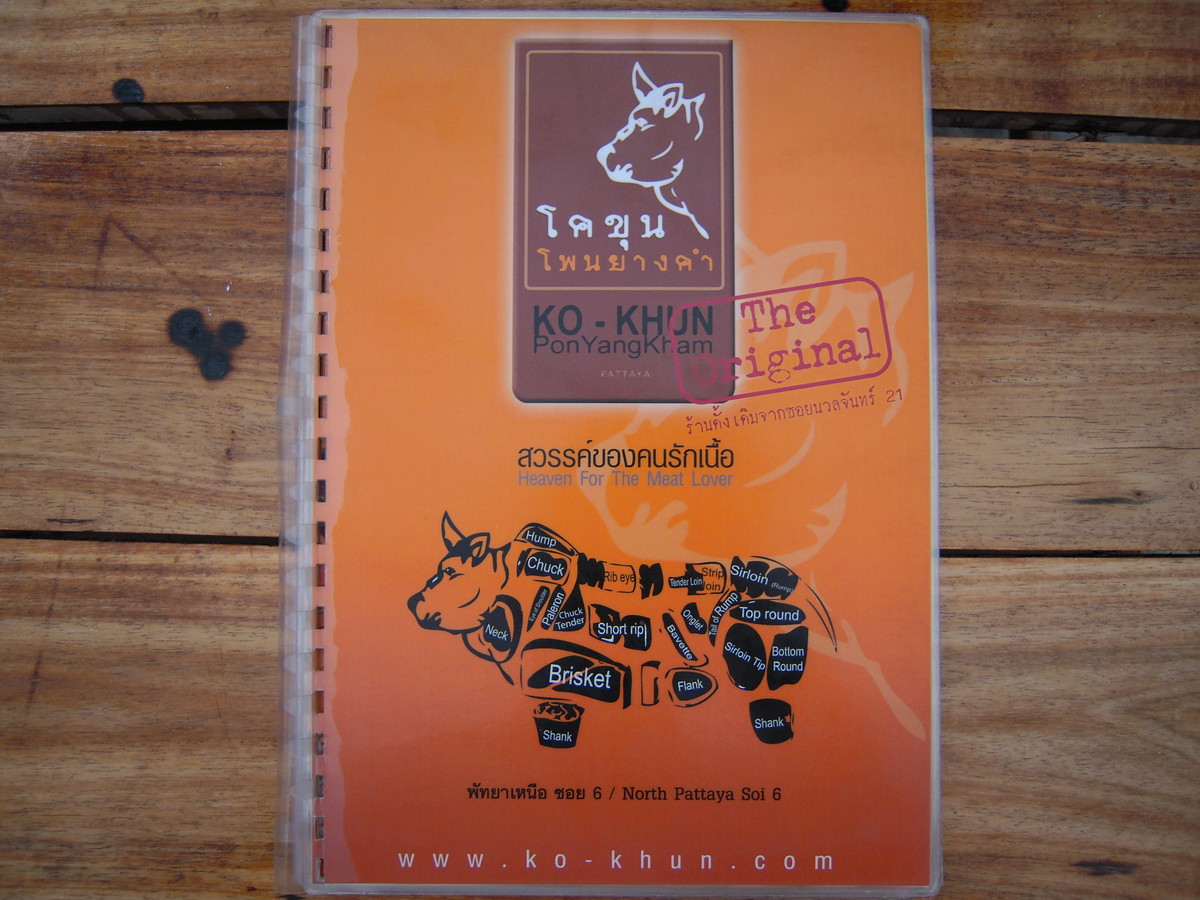 โคขุน
โพนยางคำ
KO - KHUN
PonYangKham
PATTAYA
The
Original
ร้านดั้งเดิมจากซอยนวลจันทร์ 21
สวรรค์ของคนรักเนื้อ
Heaven For The Meat Lover
Hump
Chuck
Rib eye
Tender Loin
Strip
loin
Sirloin (Rump)
Neck
Paleron
Chuck
Tender
Short rip
Onglet
Bavette
Tail of Rump
Top round
Sirloin Tip
Bottom
Round
Brisket
Flank
Shank
Shank
พัทยาเหนือ ซอย 6 / North Pattaya Soi 6
www.ko-khun.com